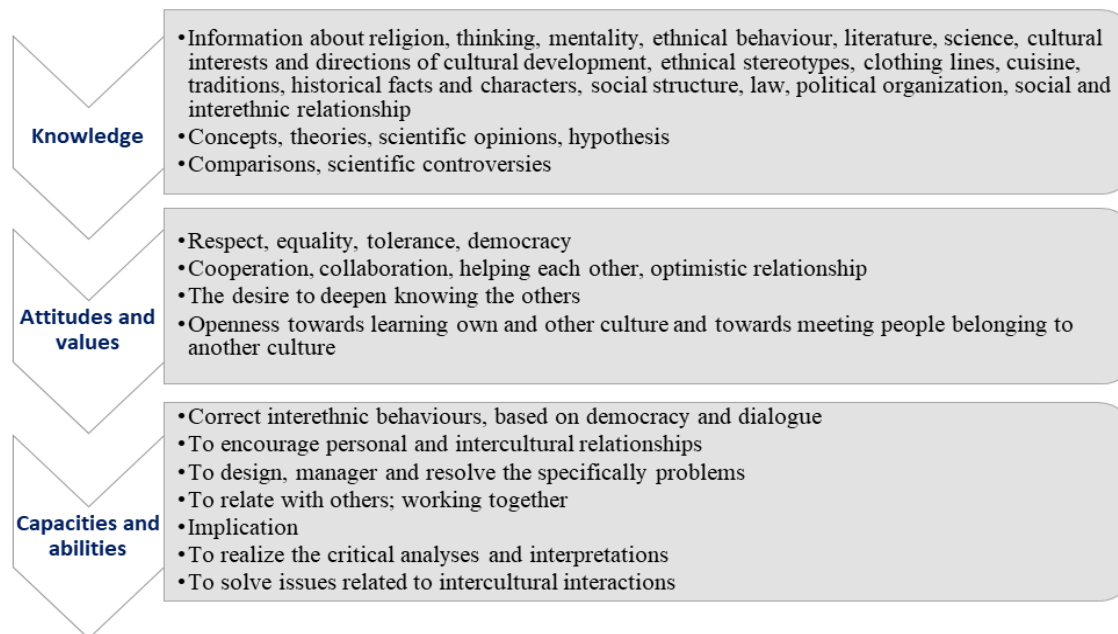 Knowledge
•Information about religion, thinking, mentality, ethnical behaviour, literature, science, cultural
interests and directions of cultural development, ethnical stereotypes, clothing lines, cuisine,
traditions, historical facts and characters, social structure, law, political organization, social and
interethnic relationship
•Concepts, theories, scientific opinions, hypothesis
•Comparisons, scientific controversies
Attitudes and
values
•Respect, equality, tolerance, democracy
•Cooperation, collaboration, helping each other, optimistic relationship
•The desire to deepen knowing the others
•Openness towards learning own and other culture and towards meeting people belonging to
another culture
Capacities and
abilities
•Correct interethnic behaviours, based on democracy and dialogue
•To encourage personal and intercultural relationships
•To design, manager and resolve the specifically problems
•To relate with others; working together
•Implication
•To realize the critical analyses and interpretations
•To solve issues related to intercultural interactions